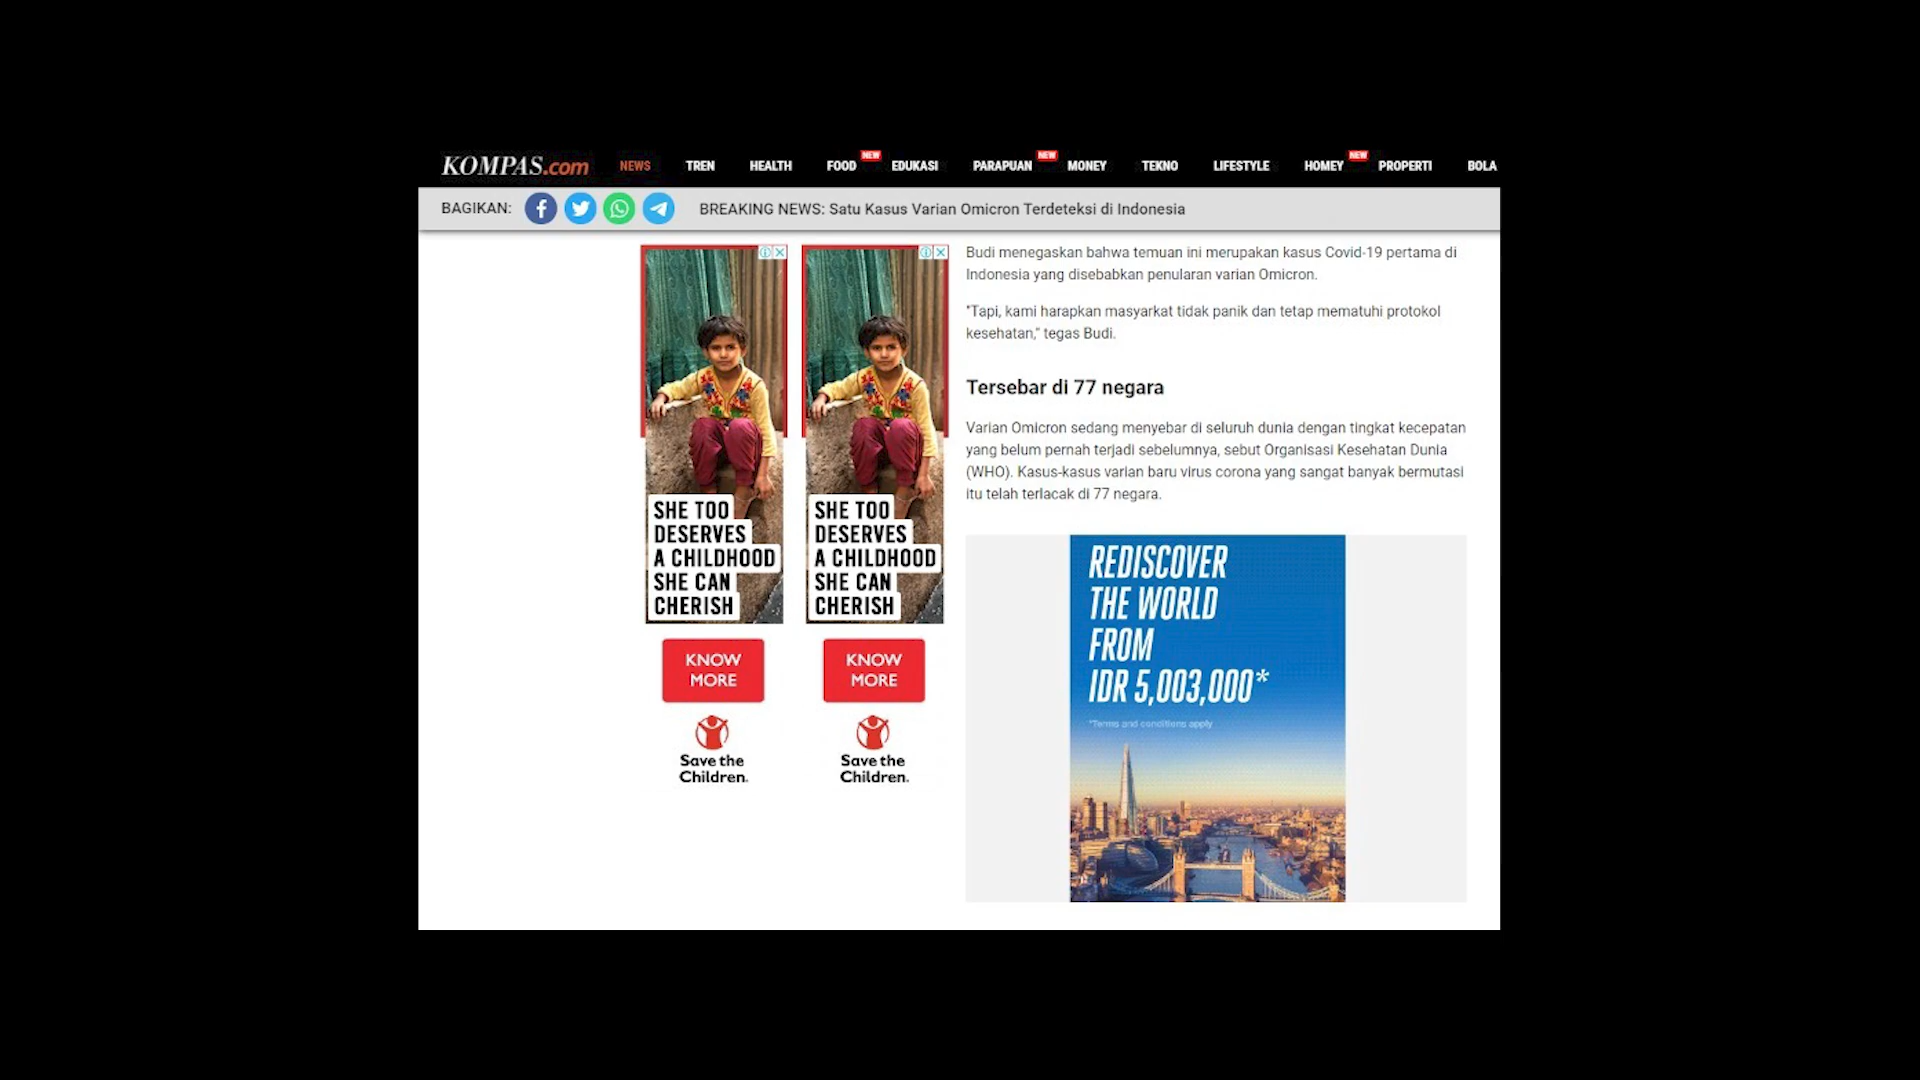 KOMPAS.com NEWS TREN HEALTH FOOD NEW EDUKASI PARAPUAN NEW MONEY TEKNO LIFESTYLE HOMEY NEW PROPERTI BOLA
BAGIKAN: BREAKING NEWS: Satu Kasus Varian Omicron Terdeteksi di Indonesia
SHE TOO
DESERVES
A CHILDHOOD
SHE CAN
CHERISH
KNOW
MORE
Save the
Children.
SHE TOO
DESERVES
A CHILDHOOD
SHE CAN
CHERISH
KNOW
MORE
Save the
Children.
Budi menegaskan bahwa temuan ini merupakan kasus Covid-19 pertama di
Indonesia yang disebabkan penularan varian Omicron.
"Tapi, kami harapkan masyarkat tidak panik dan tetap mematuhi protokol
kesehatan," tegas Budi.
Tersebar di 77 negara
Varian Omicron sedang menyebar di seluruh dunia dengan tingkat kecepatan
yang belum pernah terjadi sebelumnya, sebut Organisasi Kesehatan Dunia
(WHO). Kasus-kasus varian baru virus corona yang sangat banyak bermutasi
itu telah terlacak di 77 negara.
REDISCOVER
THE WORLD
FROM
IDR 5,003,000*
*Terms and conditions apply